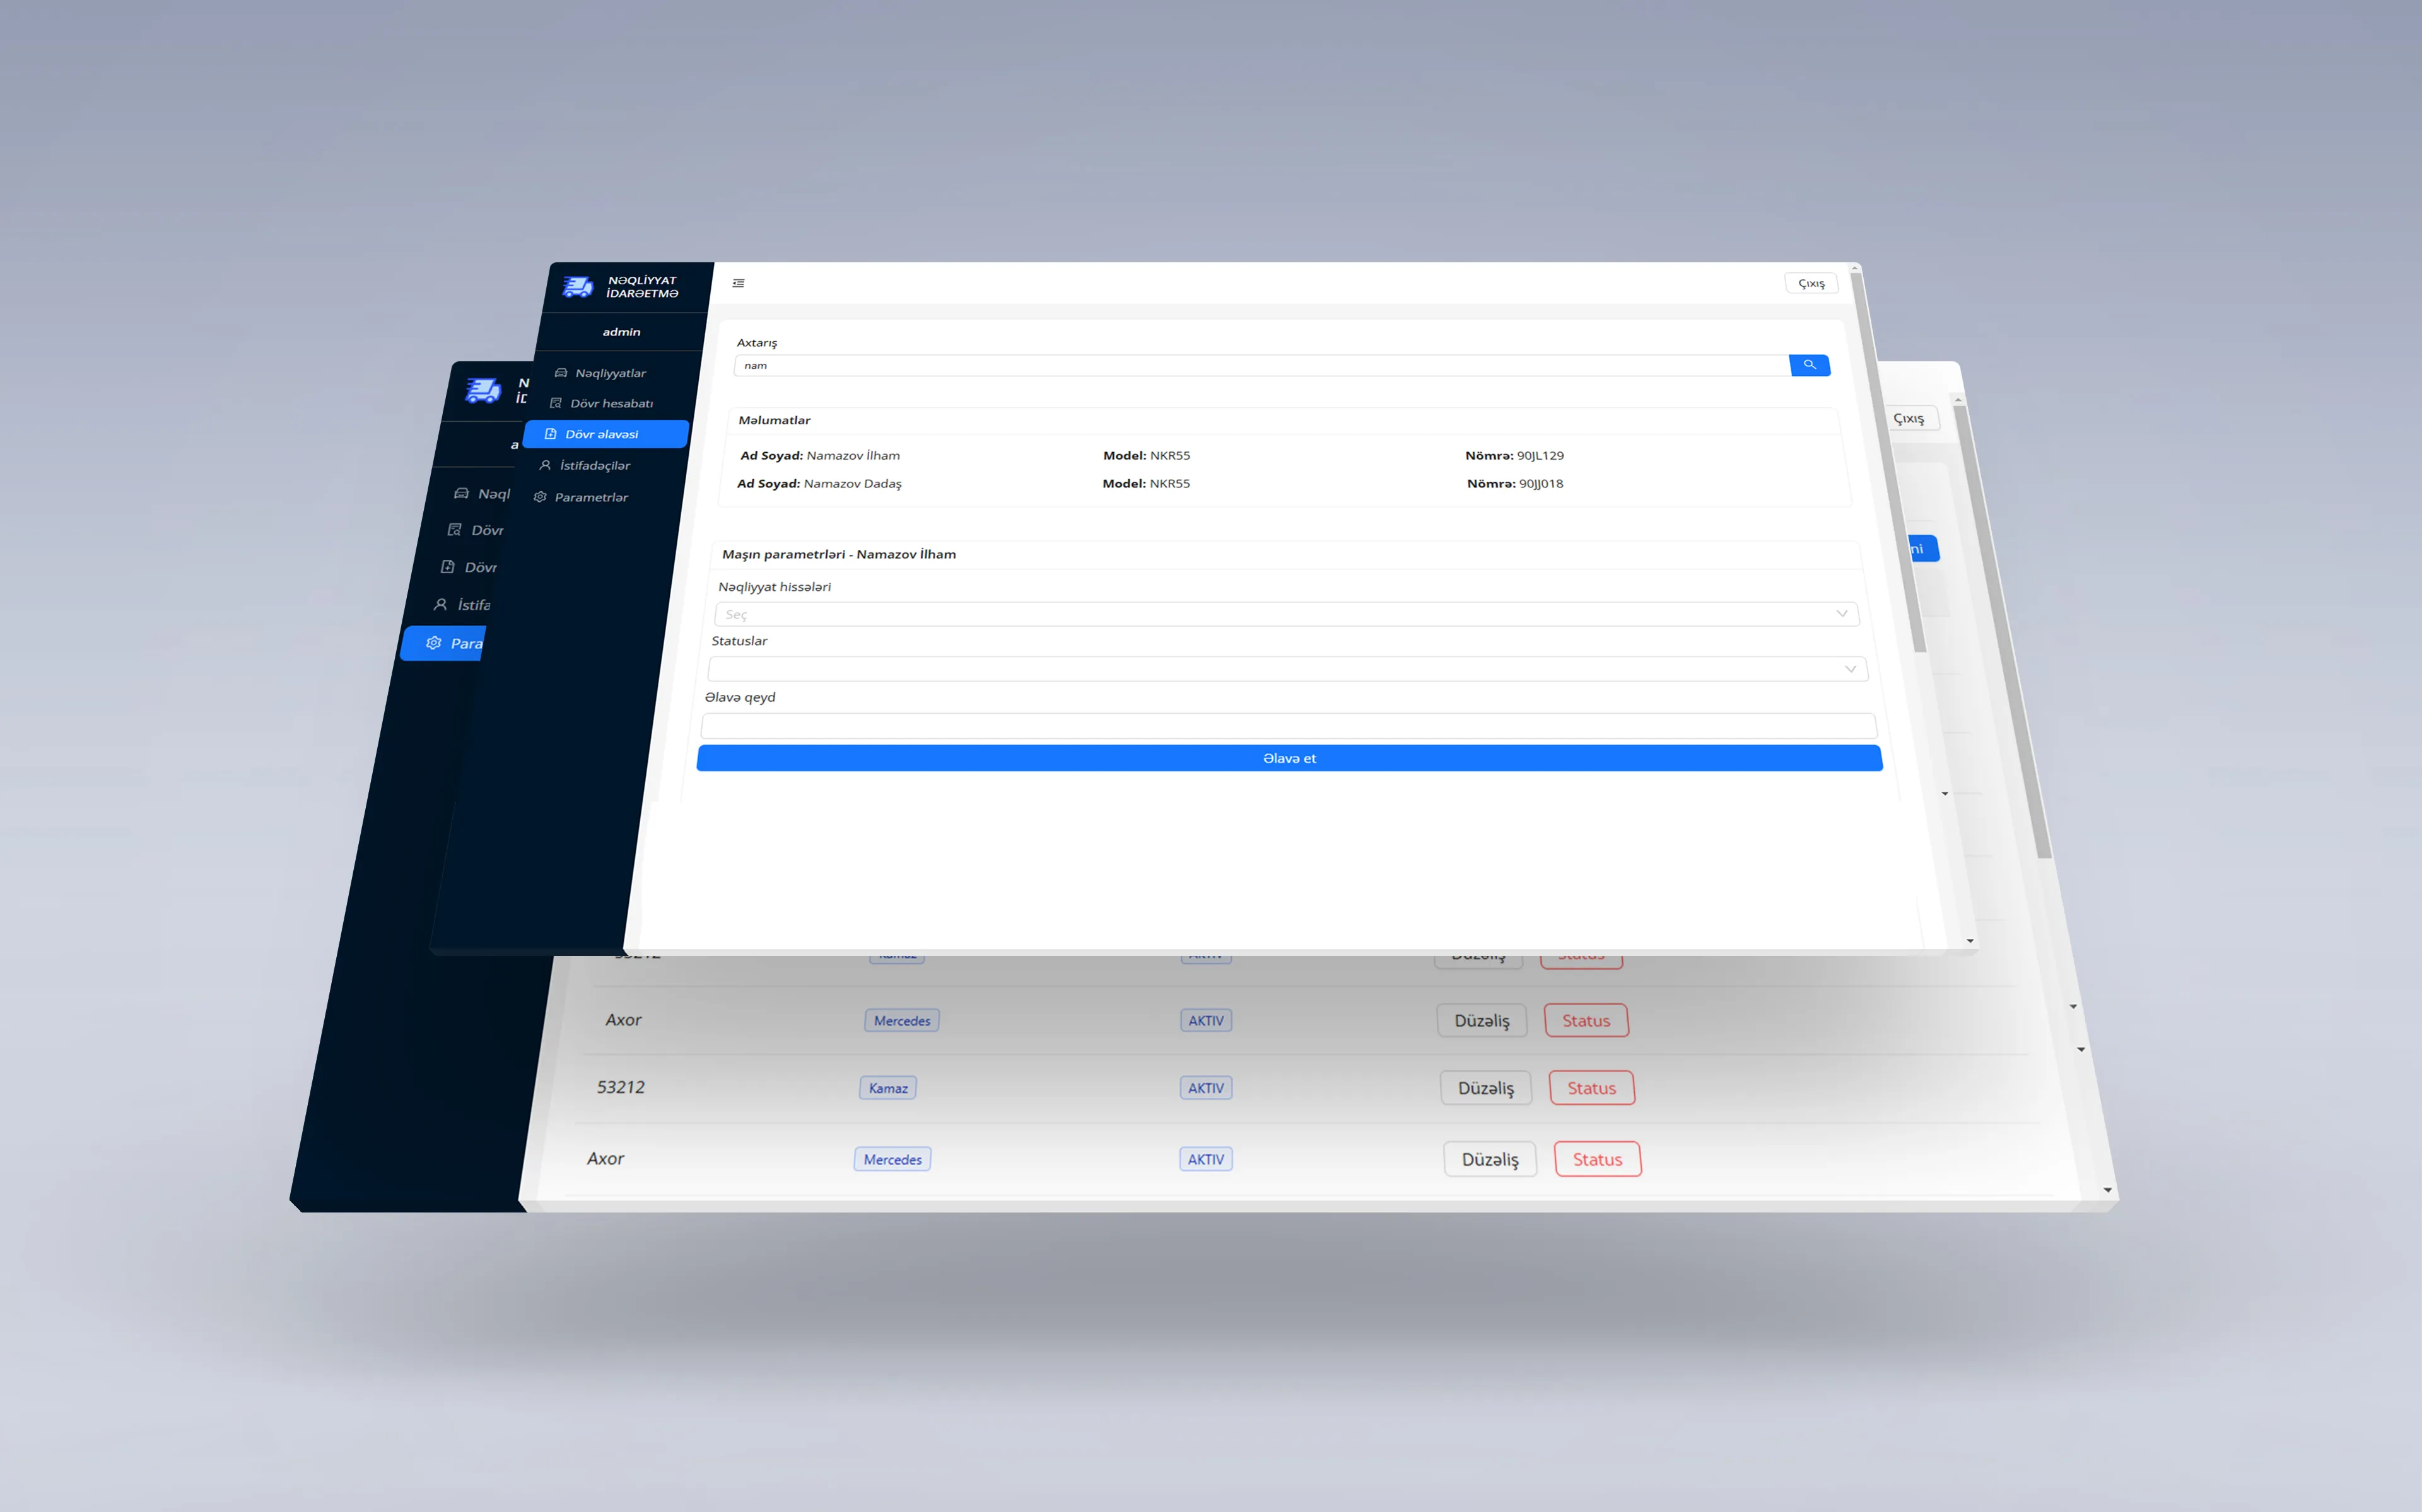 NƏQLİYYAT
İDARƏETMƏ
admin
Nəqliyyatlar
Dövr hesabatı
Dövr əlavəsi
İstifadəçilər
Parametrlər
Çıxış
Axtarış
nam
Məlumatlar
Ad Soyad: Namazov İlham Model: NKR55 Nömrə: 90JL129
Ad Soyad: Namazov Dadaş Model: NKR55 Nömrə: 90JJ018
Maşın parametrləri - Namazov İlham
Nəqliyyat hissələri
Seç
Statuslar
Əlavə qeyd
Əlavə et
N
a
Nəql
Dövr
Dövr
İstifa
Para
Çıxış
ni
53212 Kamaz AKTIV Düzəliş Status
Axor Mercedes AKTIV Düzəliş Status
53212 Kamaz AKTIV Düzəliş Status
Axor Mercedes AKTIV Düzəliş Status